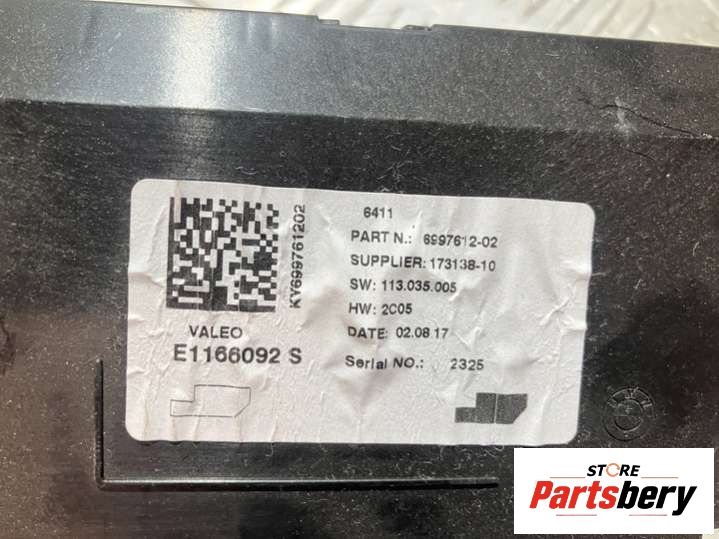 KY699761202
VALEO
E1166092 S
6411
PART N.: 6997612-02
SUPPLIER: 173138-10
SW: 113.035.005
HW: 2C05
DATE: 02.08.17
Serial NO.: 2325
STORE
Partsbery